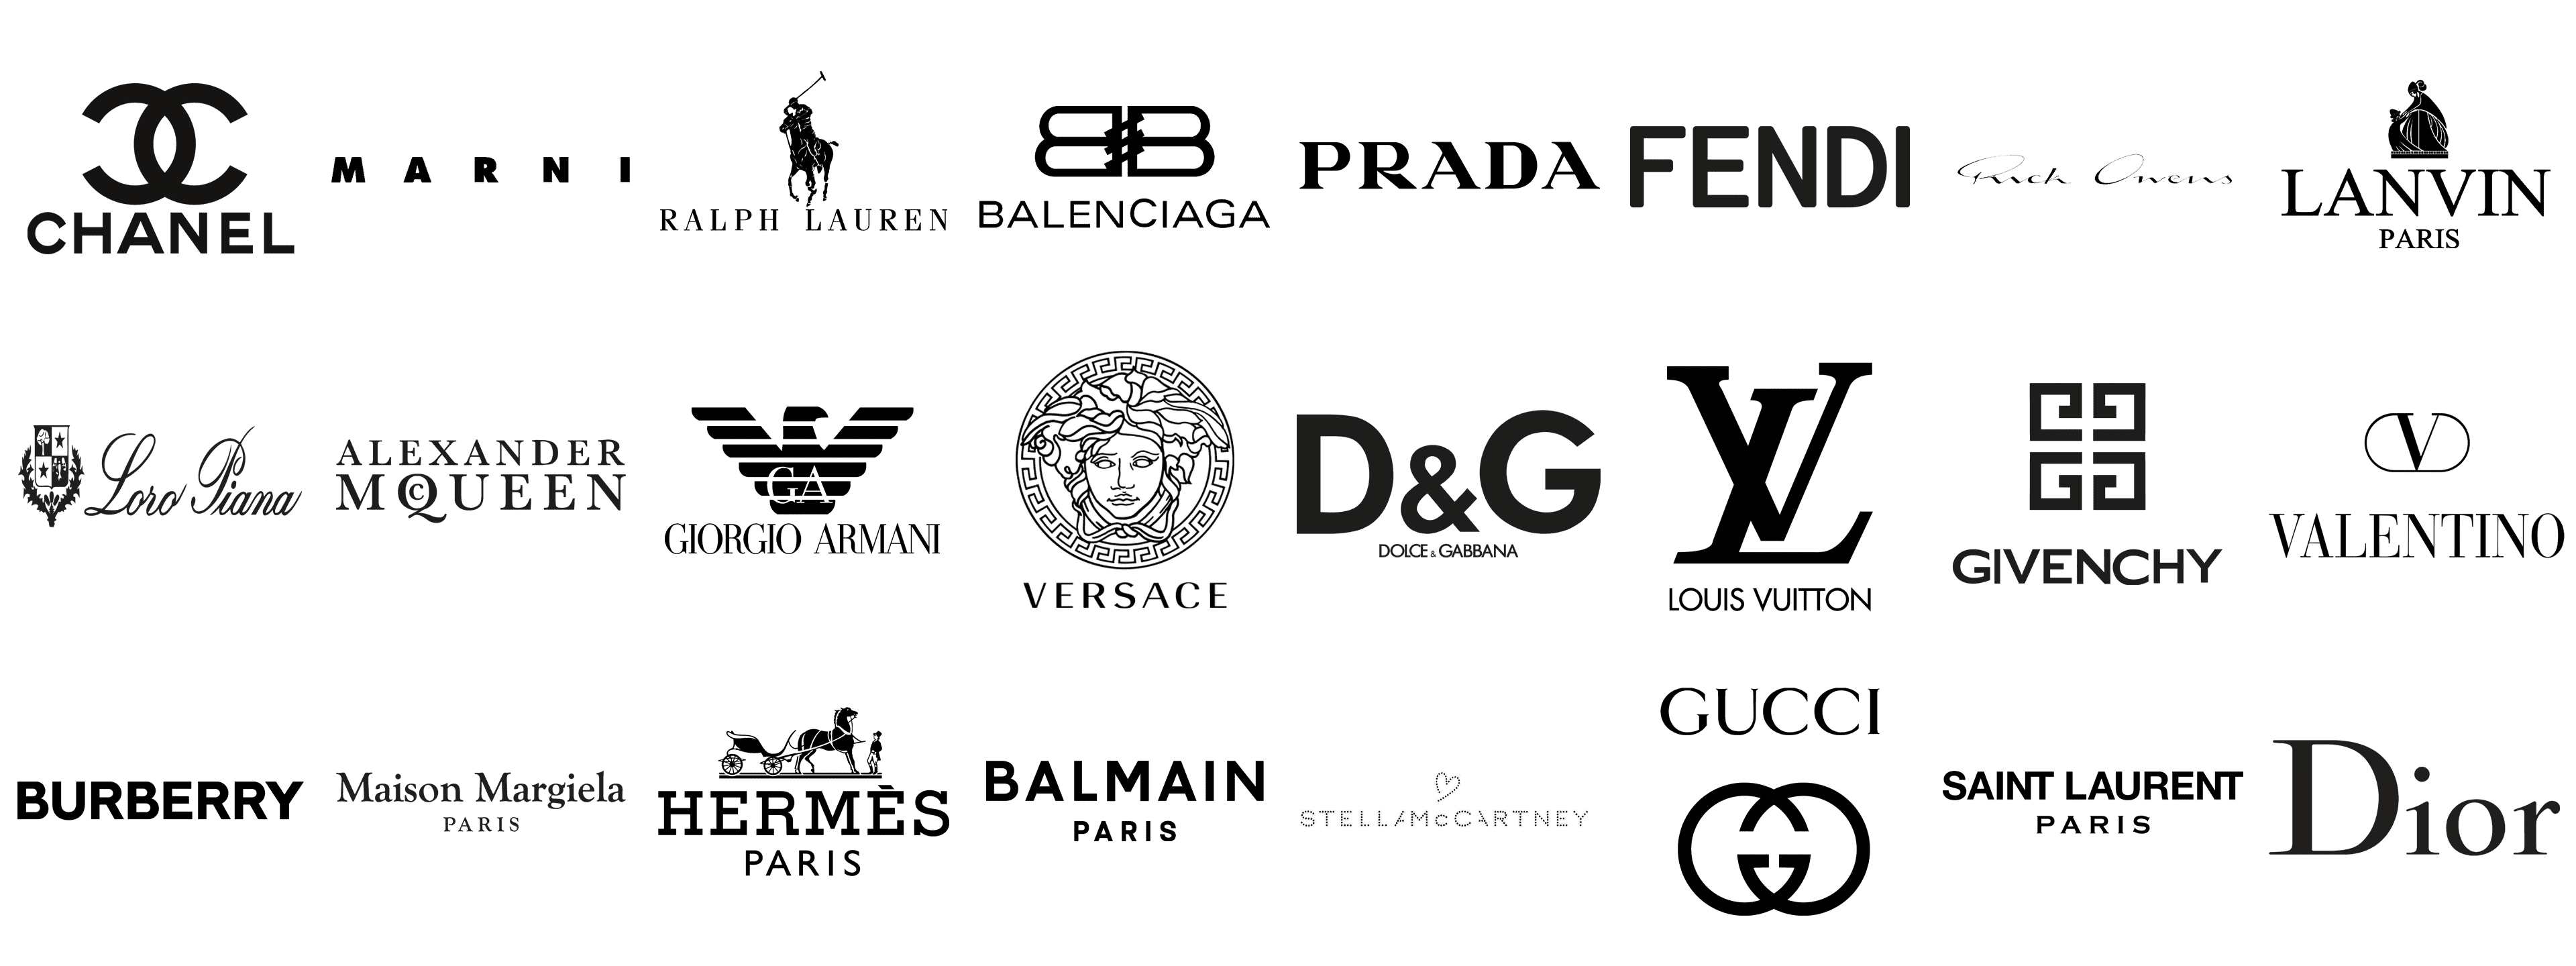 CHANEL
MARNI
RALPH LAUREN
BALENCIAGA
PRADA
FENDI
Rick Owens
LANVIN
PARIS
Loro Piana
ALEXANDER
McQUEEN
GA
GIORGIO ARMANI
VERSACE
D&G
DOLCE & GABBANA
LV
LOUIS VUITTON
GIVENCHY
V
VALENTINO
BURBERRY
Maison Margiela
PARIS
HERMÈS
PARIS
BALMAIN
PARIS
STELLA McCARTNEY
GUCCI
SAINT LAURENT
PARIS
Dior